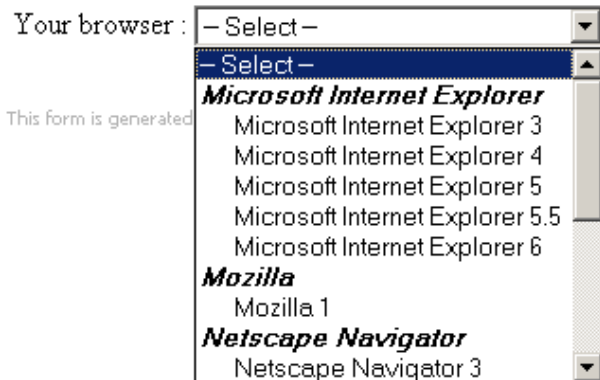 Your browser : -- Select --
-- Select --
Microsoft Internet Explorer
Microsoft Internet Explorer 3
This form is generated
Microsoft Internet Explorer 4
Microsoft Internet Explorer 5
Microsoft Internet Explorer 5.5
Microsoft Internet Explorer 6
Mozilla
Mozilla 1
Netscape Navigator
Netscape Navigator 3